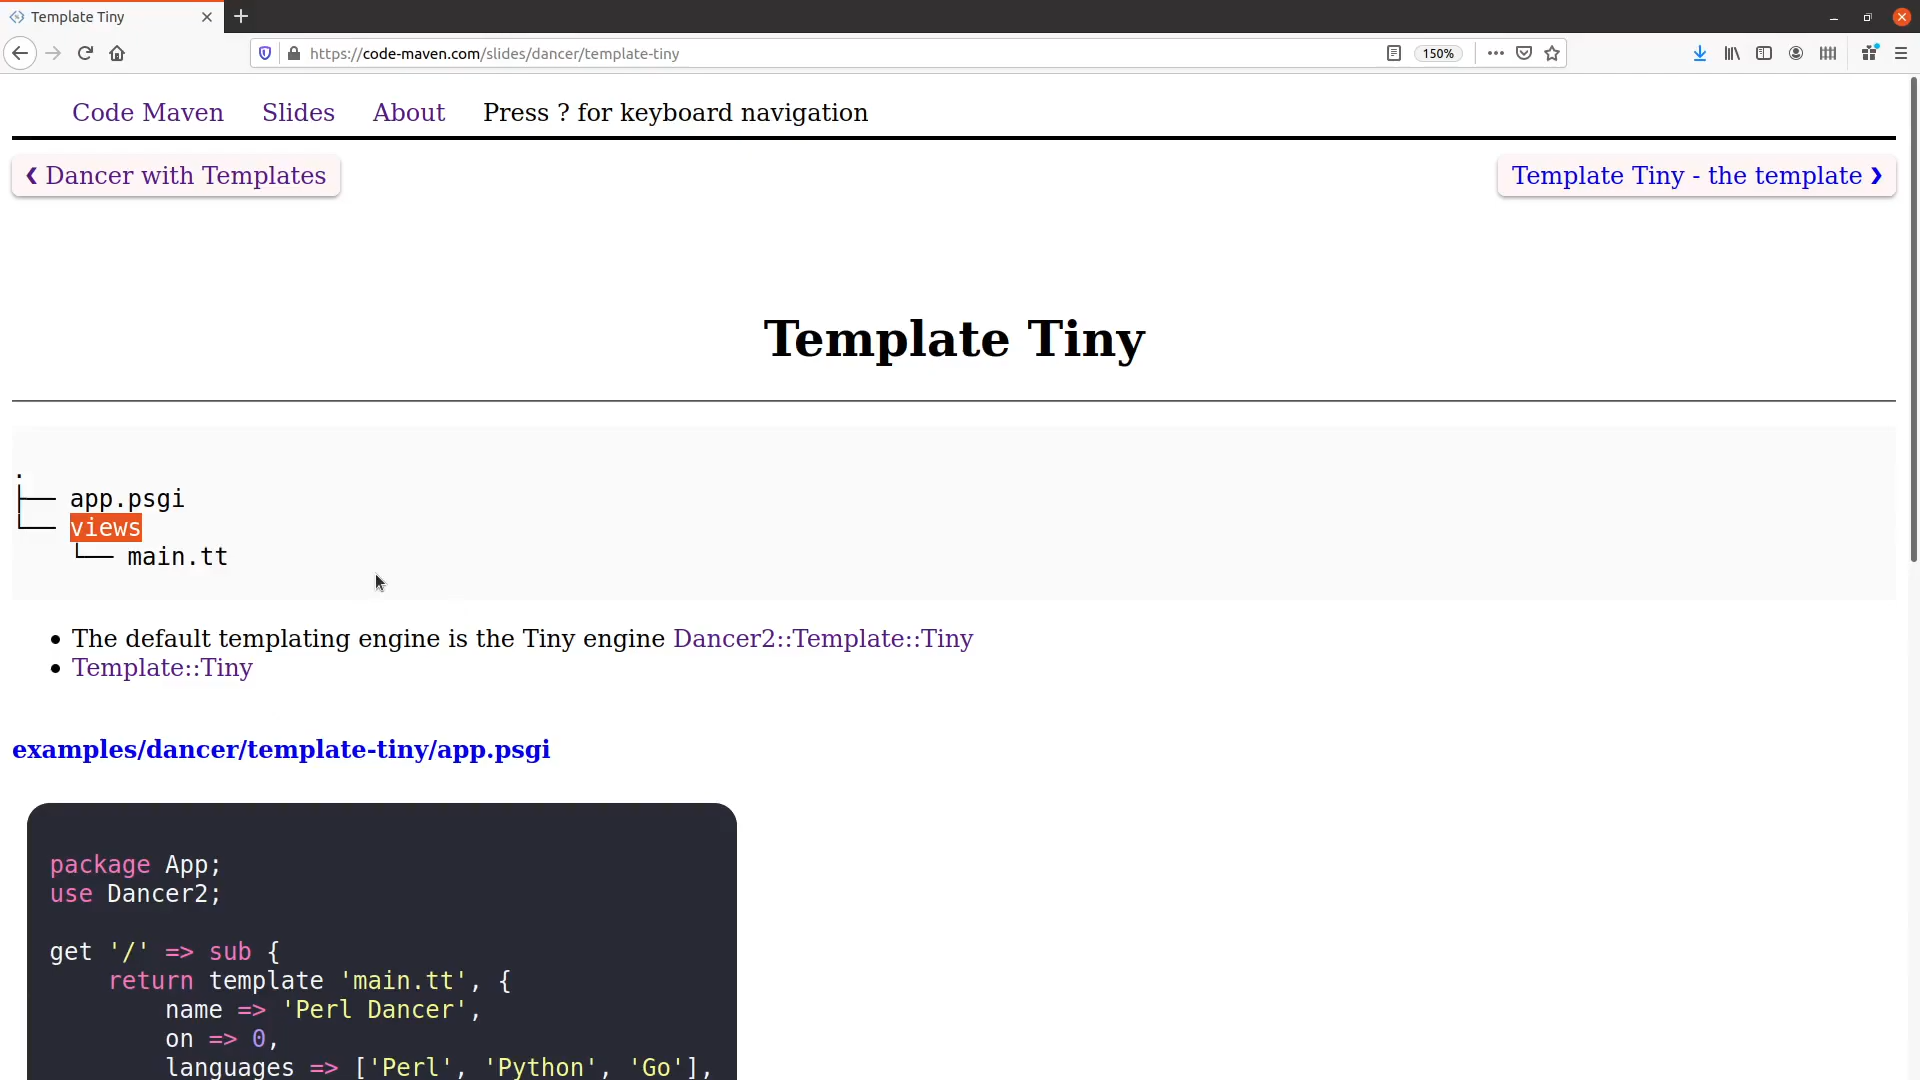 Template Tiny
https://code-maven.com/slides/dancer/template-tiny
150%
Code Maven Slides About Press ? for keyboard navigation
❮ Dancer with Templates
Template Tiny - the template ❯
Template Tiny
.
├── app.psgi
└── views
    └── main.tt
• The default templating engine is the Tiny engine Dancer2::Template::Tiny
• Template::Tiny
examples/dancer/template-tiny/app.psgi
package App;
use Dancer2;
get '/' => sub {
    return template 'main.tt', {
        name => 'Perl Dancer',
        on => 0,
        languages => ['Perl', 'Python', 'Go'],